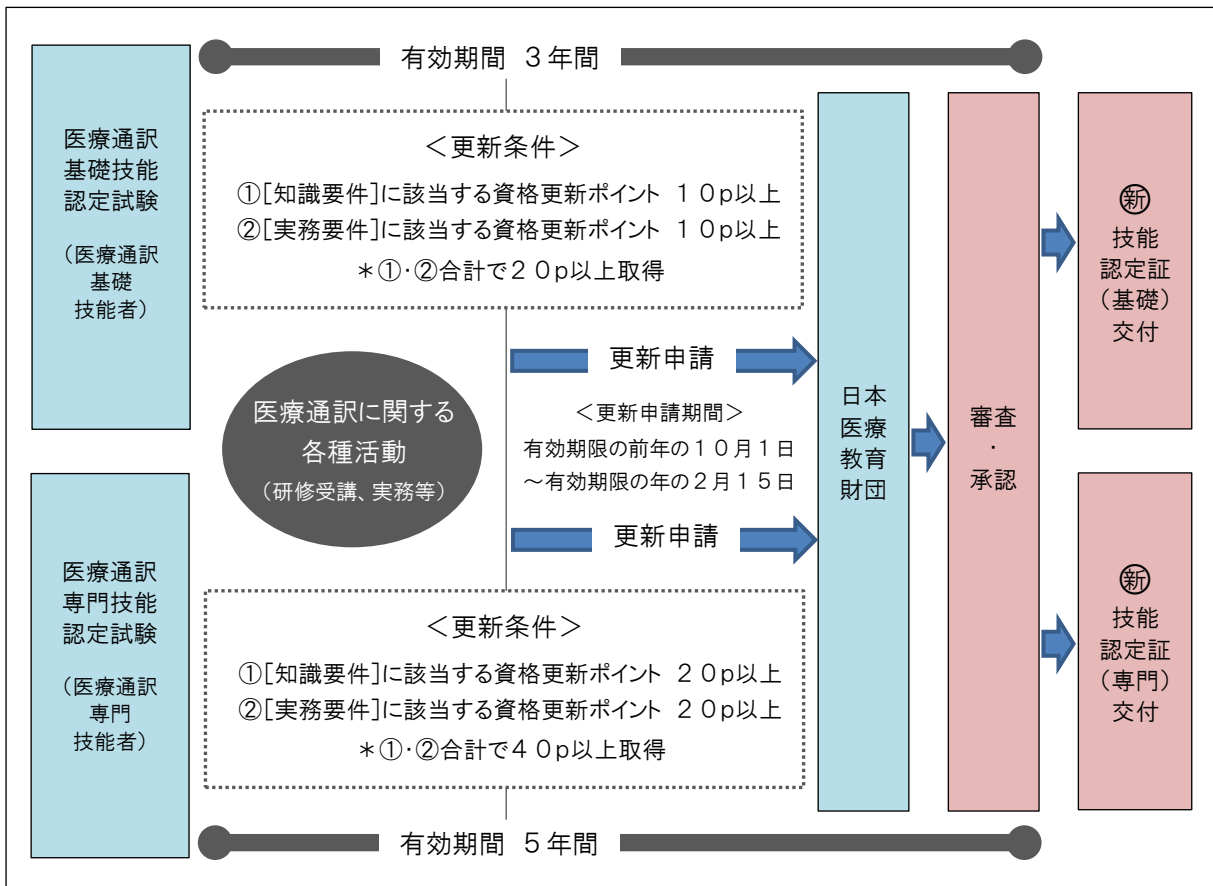 有効期間 3年間
医療通訳
基礎技能
認定試験
（医療通訳
基礎
技能者）
＜更新条件＞
①[知識要件]に該当する資格更新ポイント １０p以上
②[実務要件]に該当する資格更新ポイント １０p以上
＊①･②合計で２０p以上取得
医療通訳に関する
各種活動
（研修受講、実務等）
更新申請
＜更新申請期間＞
有効期限の前年の１０月１日
～有効期限の年の２月１５日
更新申請
医療通訳
専門技能
認定試験
（医療通訳
専門
技能者）
＜更新条件＞
①[知識要件]に該当する資格更新ポイント ２０p以上
②[実務要件]に該当する資格更新ポイント ２０p以上
＊①･②合計で４０p以上取得
有効期間 5年間
日本
医療
教育
財団
審査
・
承認
㊟新
技能
認定証
（基礎）
交付
新
技能
認定証
（専門）
交付